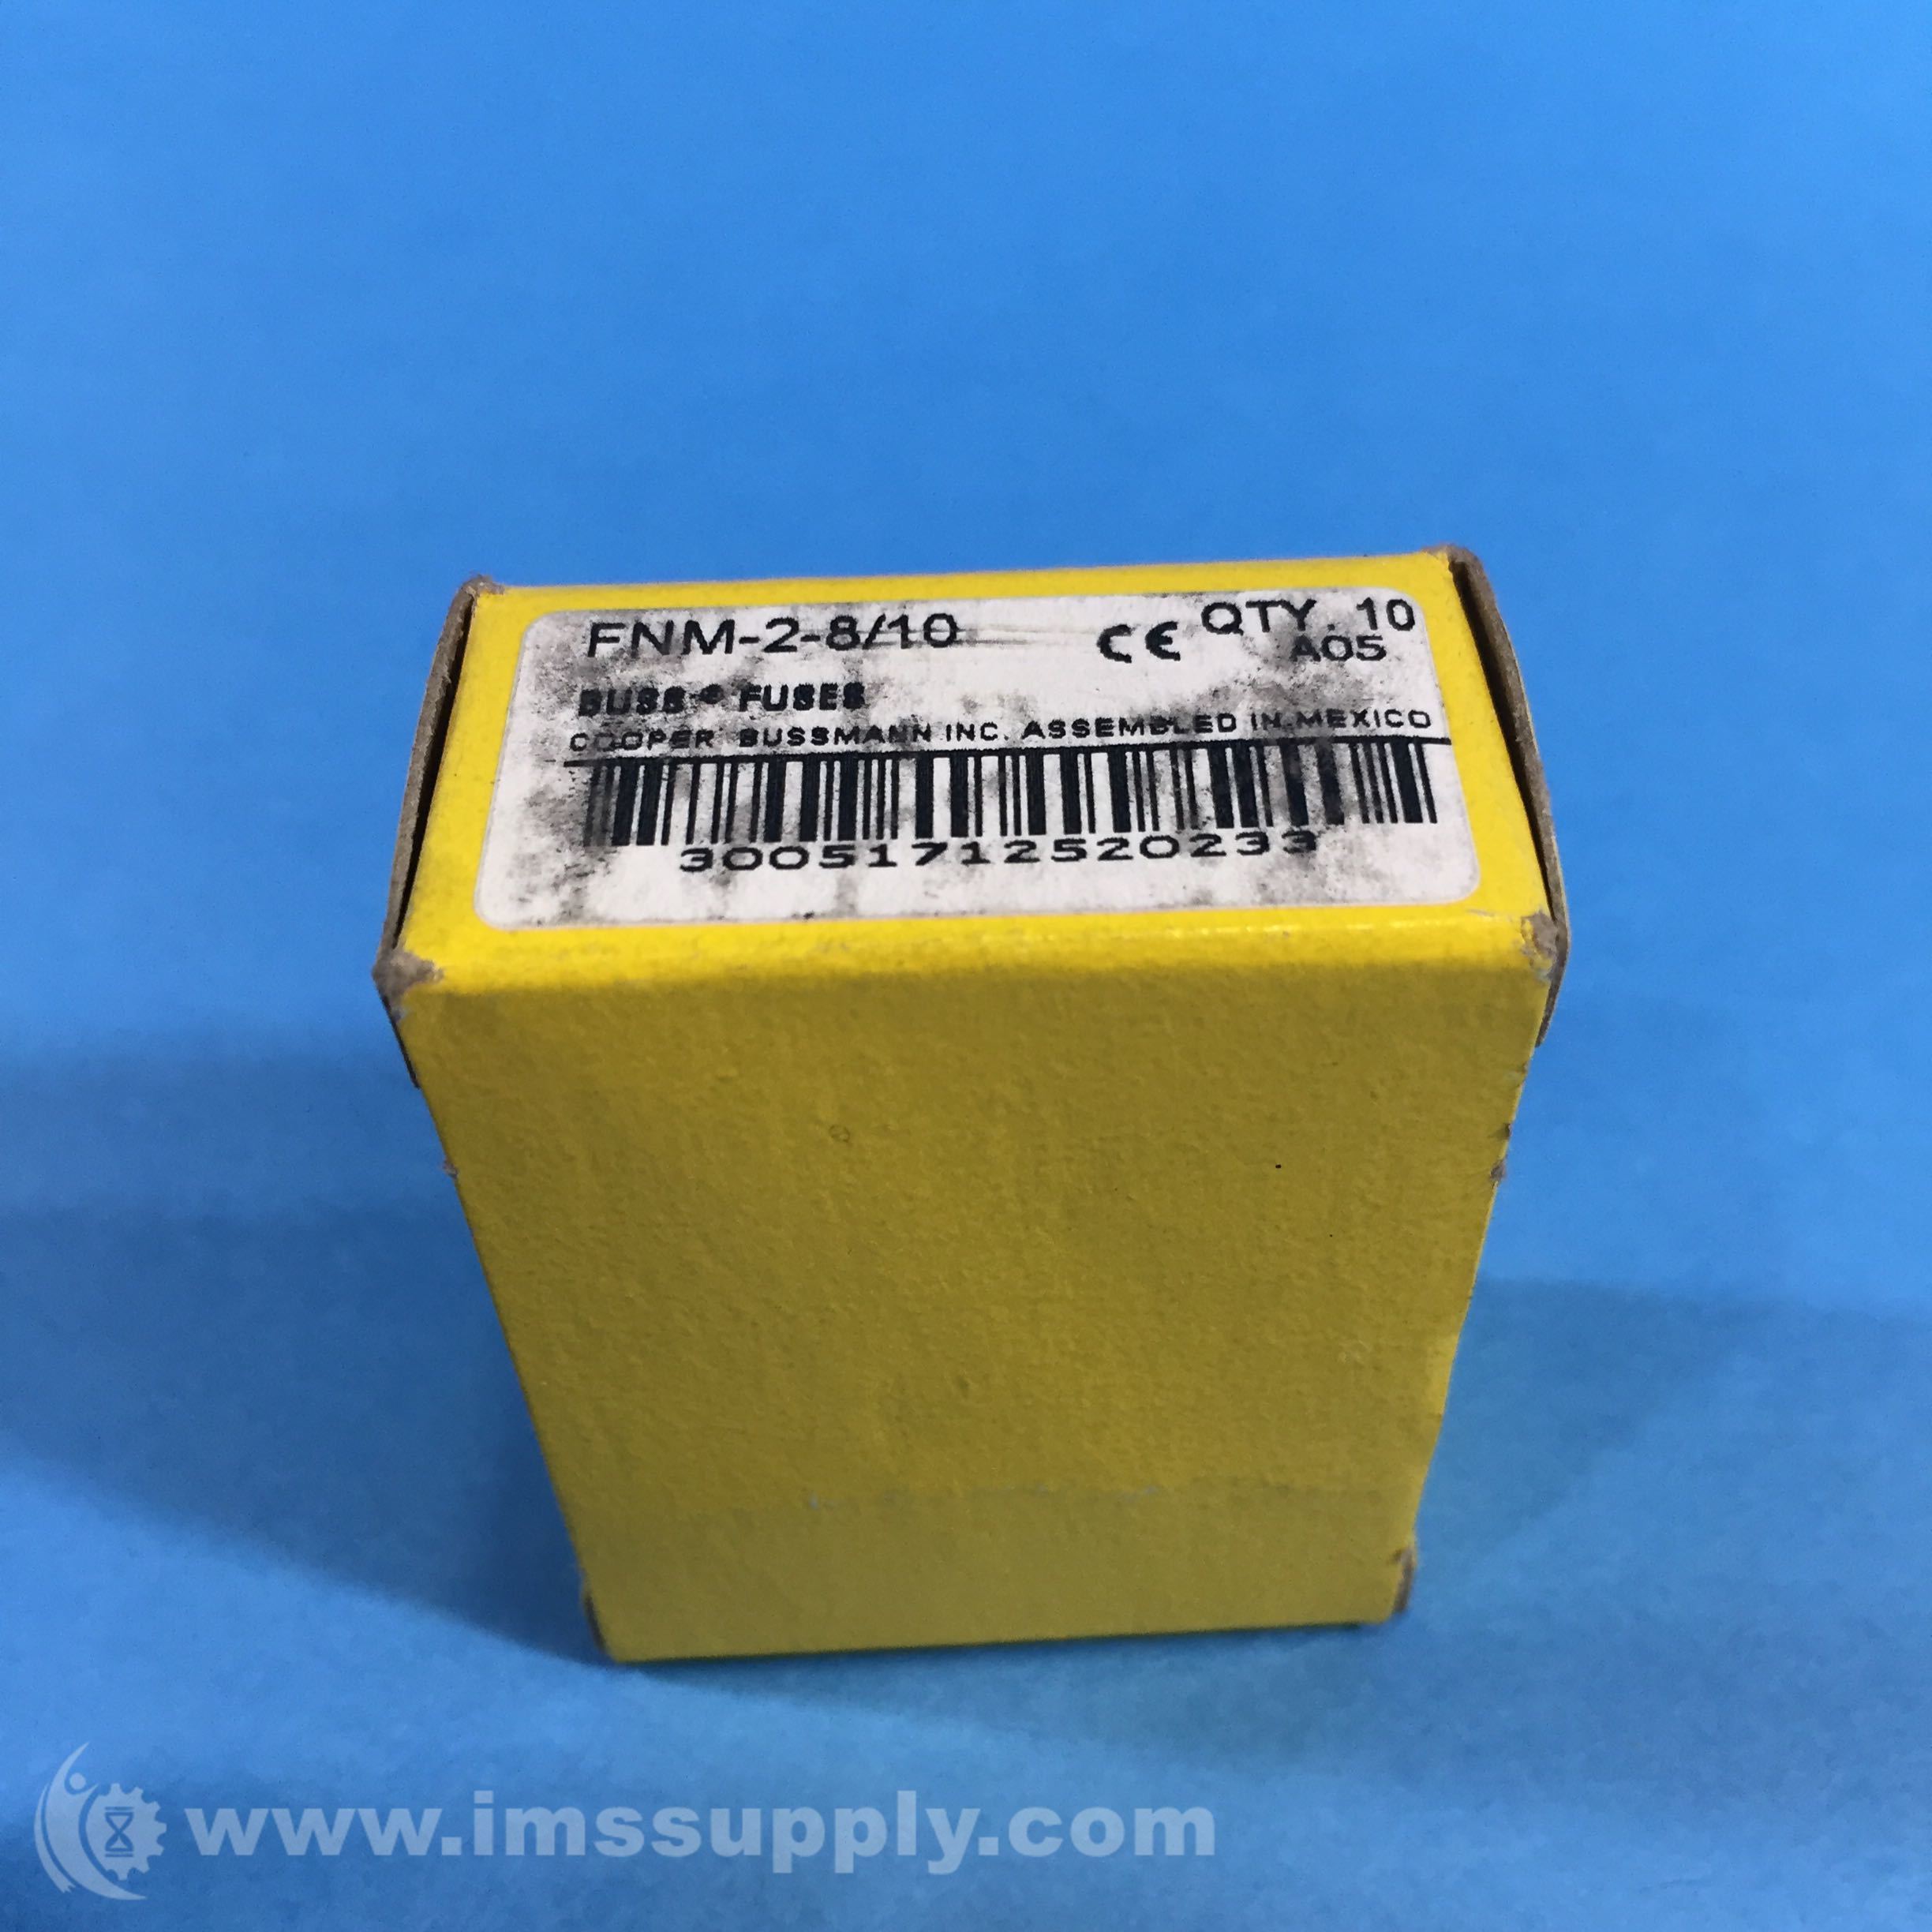 FNM-2-8/10
CE QTY. 10
A05
BUSS® FUSES
COOPER BUSSMANN INC. ASSEMBLED IN MEXICO
30051712520233
www.imssupply.com